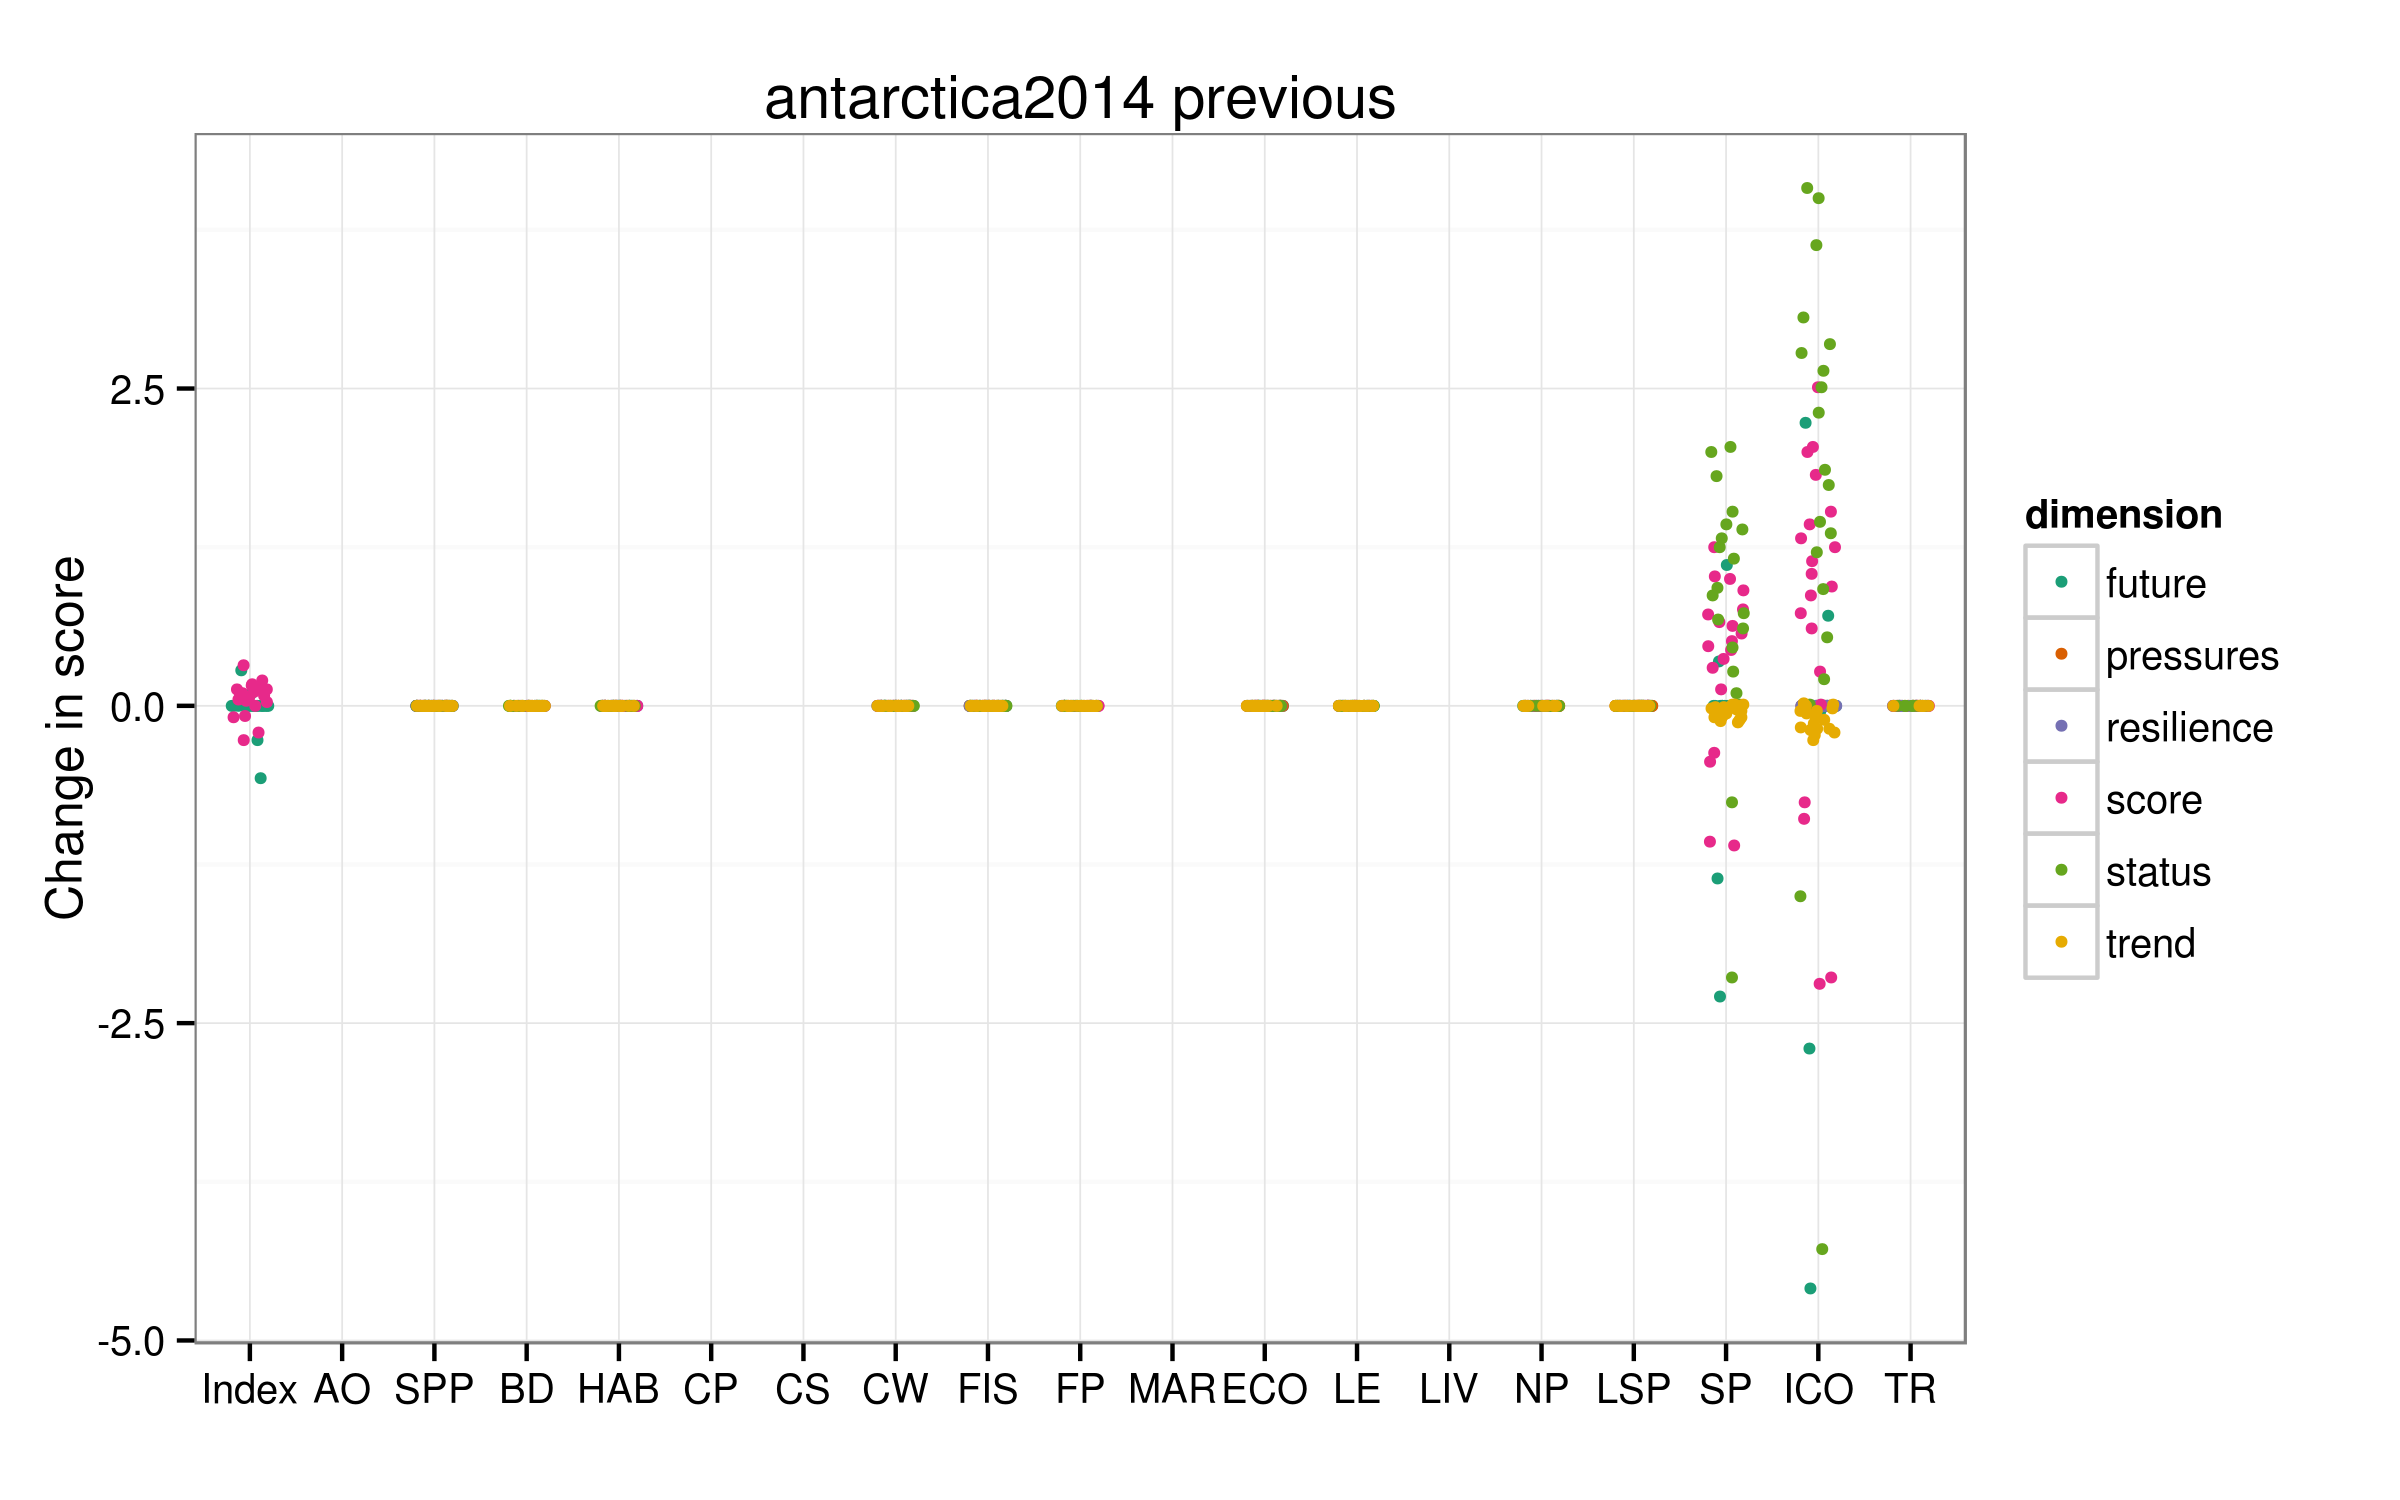 antarctica2014 previous
Change in score
2.5
0.0
-2.5
-5.0
Index AO SPP BD HAB CP CS CW FIS FP MAR ECO LE LIV NP LSP SP ICO TR
dimension
future
pressures
resilience
score
status
trend